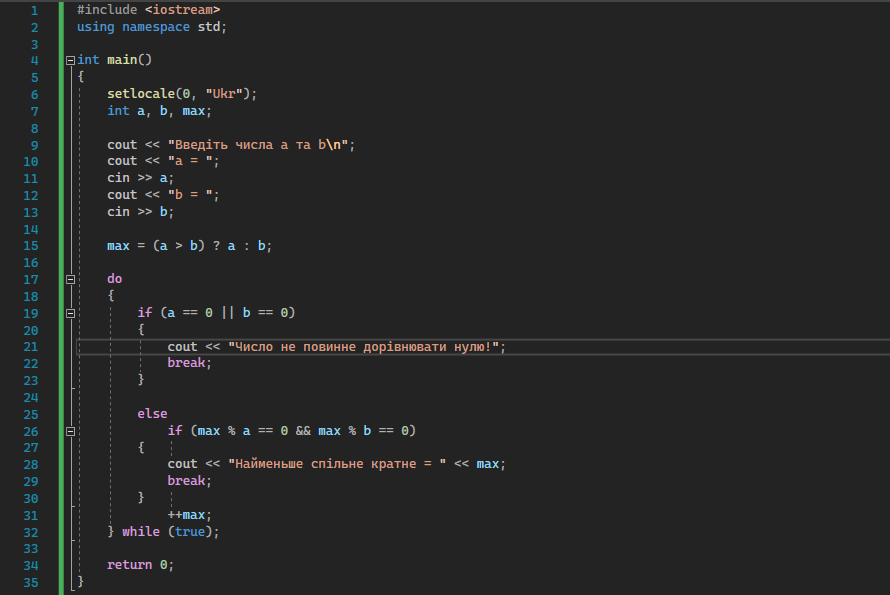 1 #include <iostream>
2 using namespace std;
3
4 int main()
5 {
6 setlocale(0, "Ukr");
7 int a, b, max;
8
9 cout << "Введіть числа a та b\n";
10 cout << "a = ";
11 cin >> a;
12 cout << "b = ";
13 cin >> b;
14
15 max = (a > b) ? a : b;
16
17 do
18 {
19 if (a == 0 || b == 0)
20 {
21 cout << "Число не повинне дорівнювати нулю!";
22 break;
23 }
24
25 else
26 if (max % a == 0 && max % b == 0)
27 {
28 cout << "Найменьше спільне кратне = " << max;
29 break;
30 }
31 ++max;
32 } while (true);
33
34 return 0;
35 }